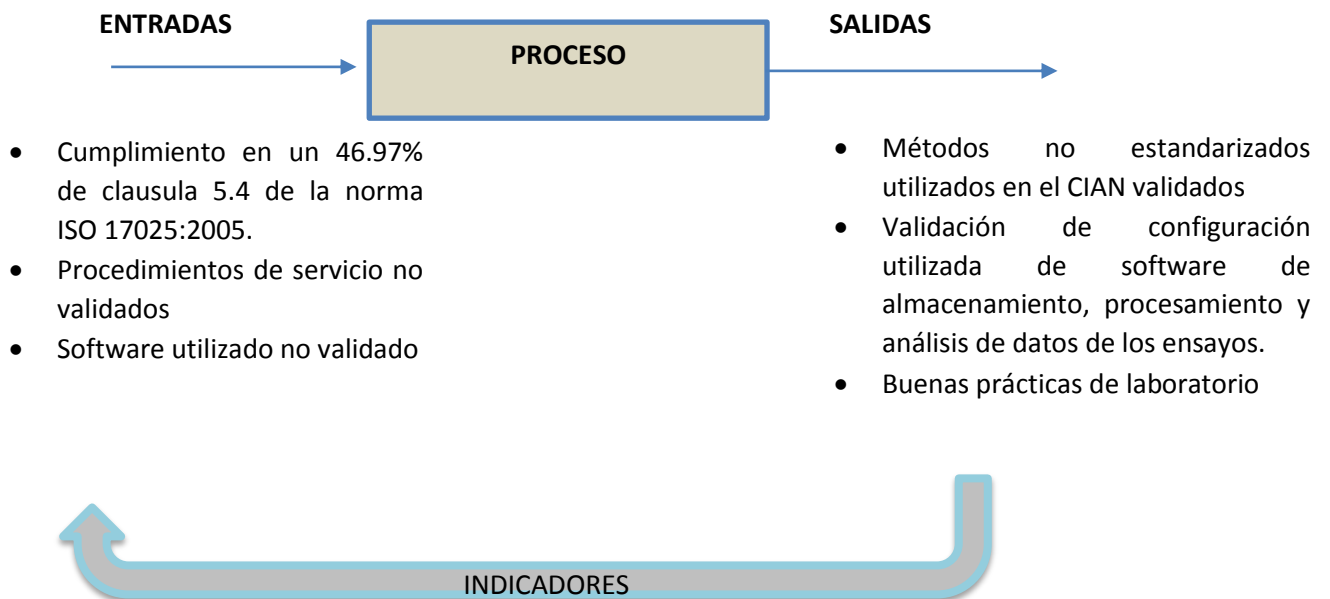 ENTRADAS
PROCESO
SALIDAS
• Cumplimiento en un 46.97%
de clausula 5.4 de la norma
ISO 17025:2005.
• Procedimientos de servicio no
validados
• Software utilizado no validado
• Métodos no estandarizados
utilizados en el CIAN validados
• Validación de configuración
utilizada de software de
almacenamiento, procesamiento y
análisis de datos de los ensayos.
• Buenas prácticas de laboratorio
INDICADORES